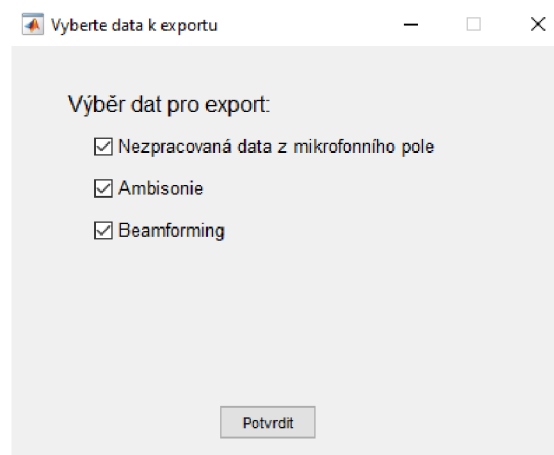 Vyberte data k exportu
Výběr dat pro export:
Nezpracovaná data z mikrofonního pole
Ambisonie
Beamforming
Potvrdit